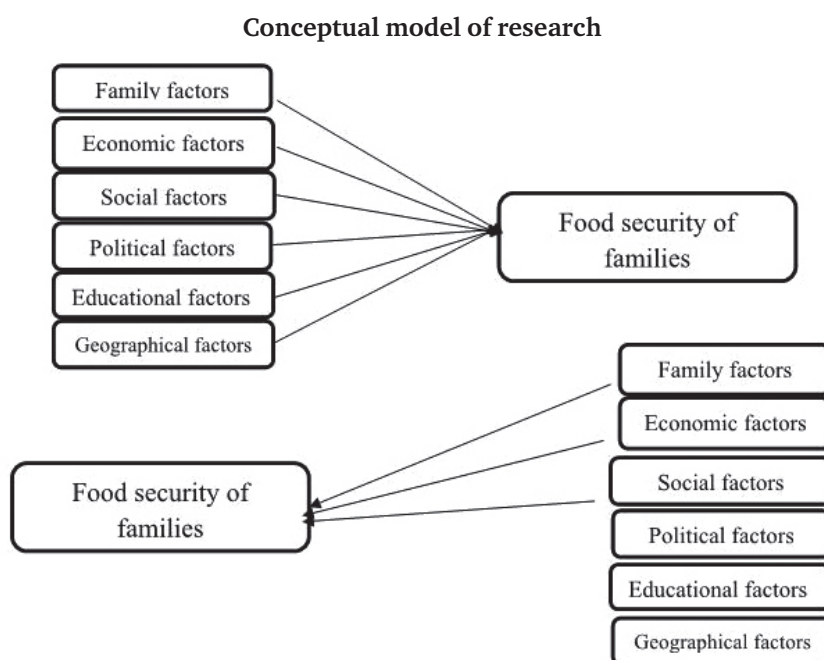 Conceptual model of research
Family factors
Economic factors
Social factors
Political factors
Educational factors
Geographical factors
Food security of
families
Family factors
Economic factors
Social factors
Political factors
Educational factors
Geographical factors
Food security of
families